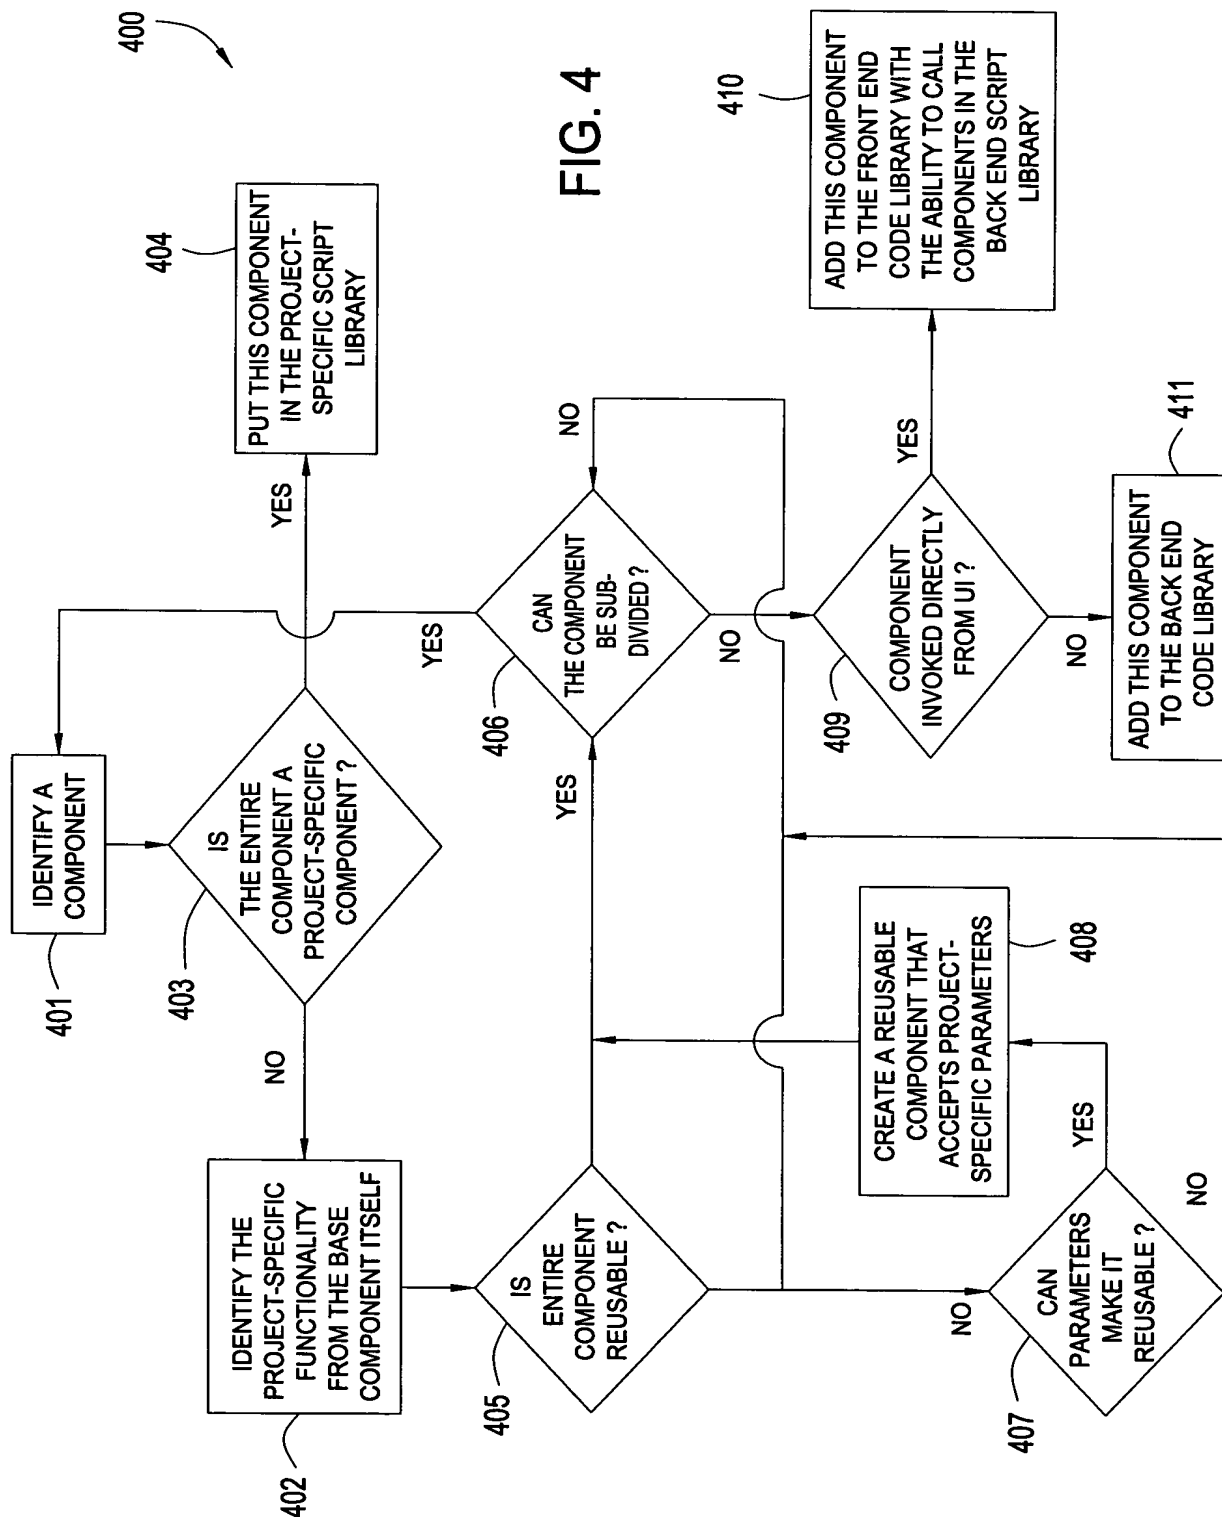 400
IDENTIFY A
COMPONENT
401
IS
THE ENTIRE
COMPONENT A
PROJECT-SPECIFIC
COMPONENT ?
403
YES
PUT THIS COMPONENT
IN THE PROJECT-
SPECIFIC SCRIPT
LIBRARY
404
NO
IDENTIFY THE
PROJECT-SPECIFIC
FUNCTIONALITY
FROM THE BASE
COMPONENT ITSELF
402
IS
ENTIRE
COMPONENT
REUSABLE ?
405
YES
CAN
THE COMPONENT
BE SUB-
DIVIDED ?
406
YES
NO
NO
FIG. 4
NO
CAN
PARAMETERS
MAKE IT
REUSABLE ?
407
YES
NO
CREATE A REUSABLE
COMPONENT THAT
ACCEPTS PROJECT-
SPECIFIC PARAMETERS
408
COMPONENT
INVOKED DIRECTLY
FROM UI ?
409
YES
ADD THIS COMPONENT
TO THE FRONT END
CODE LIBRARY WITH
THE ABILITY TO CALL
COMPONENTS IN THE
BACK END SCRIPT
LIBRARY
410
NO
ADD THIS COMPONENT
TO THE BACK END
CODE LIBRARY
411